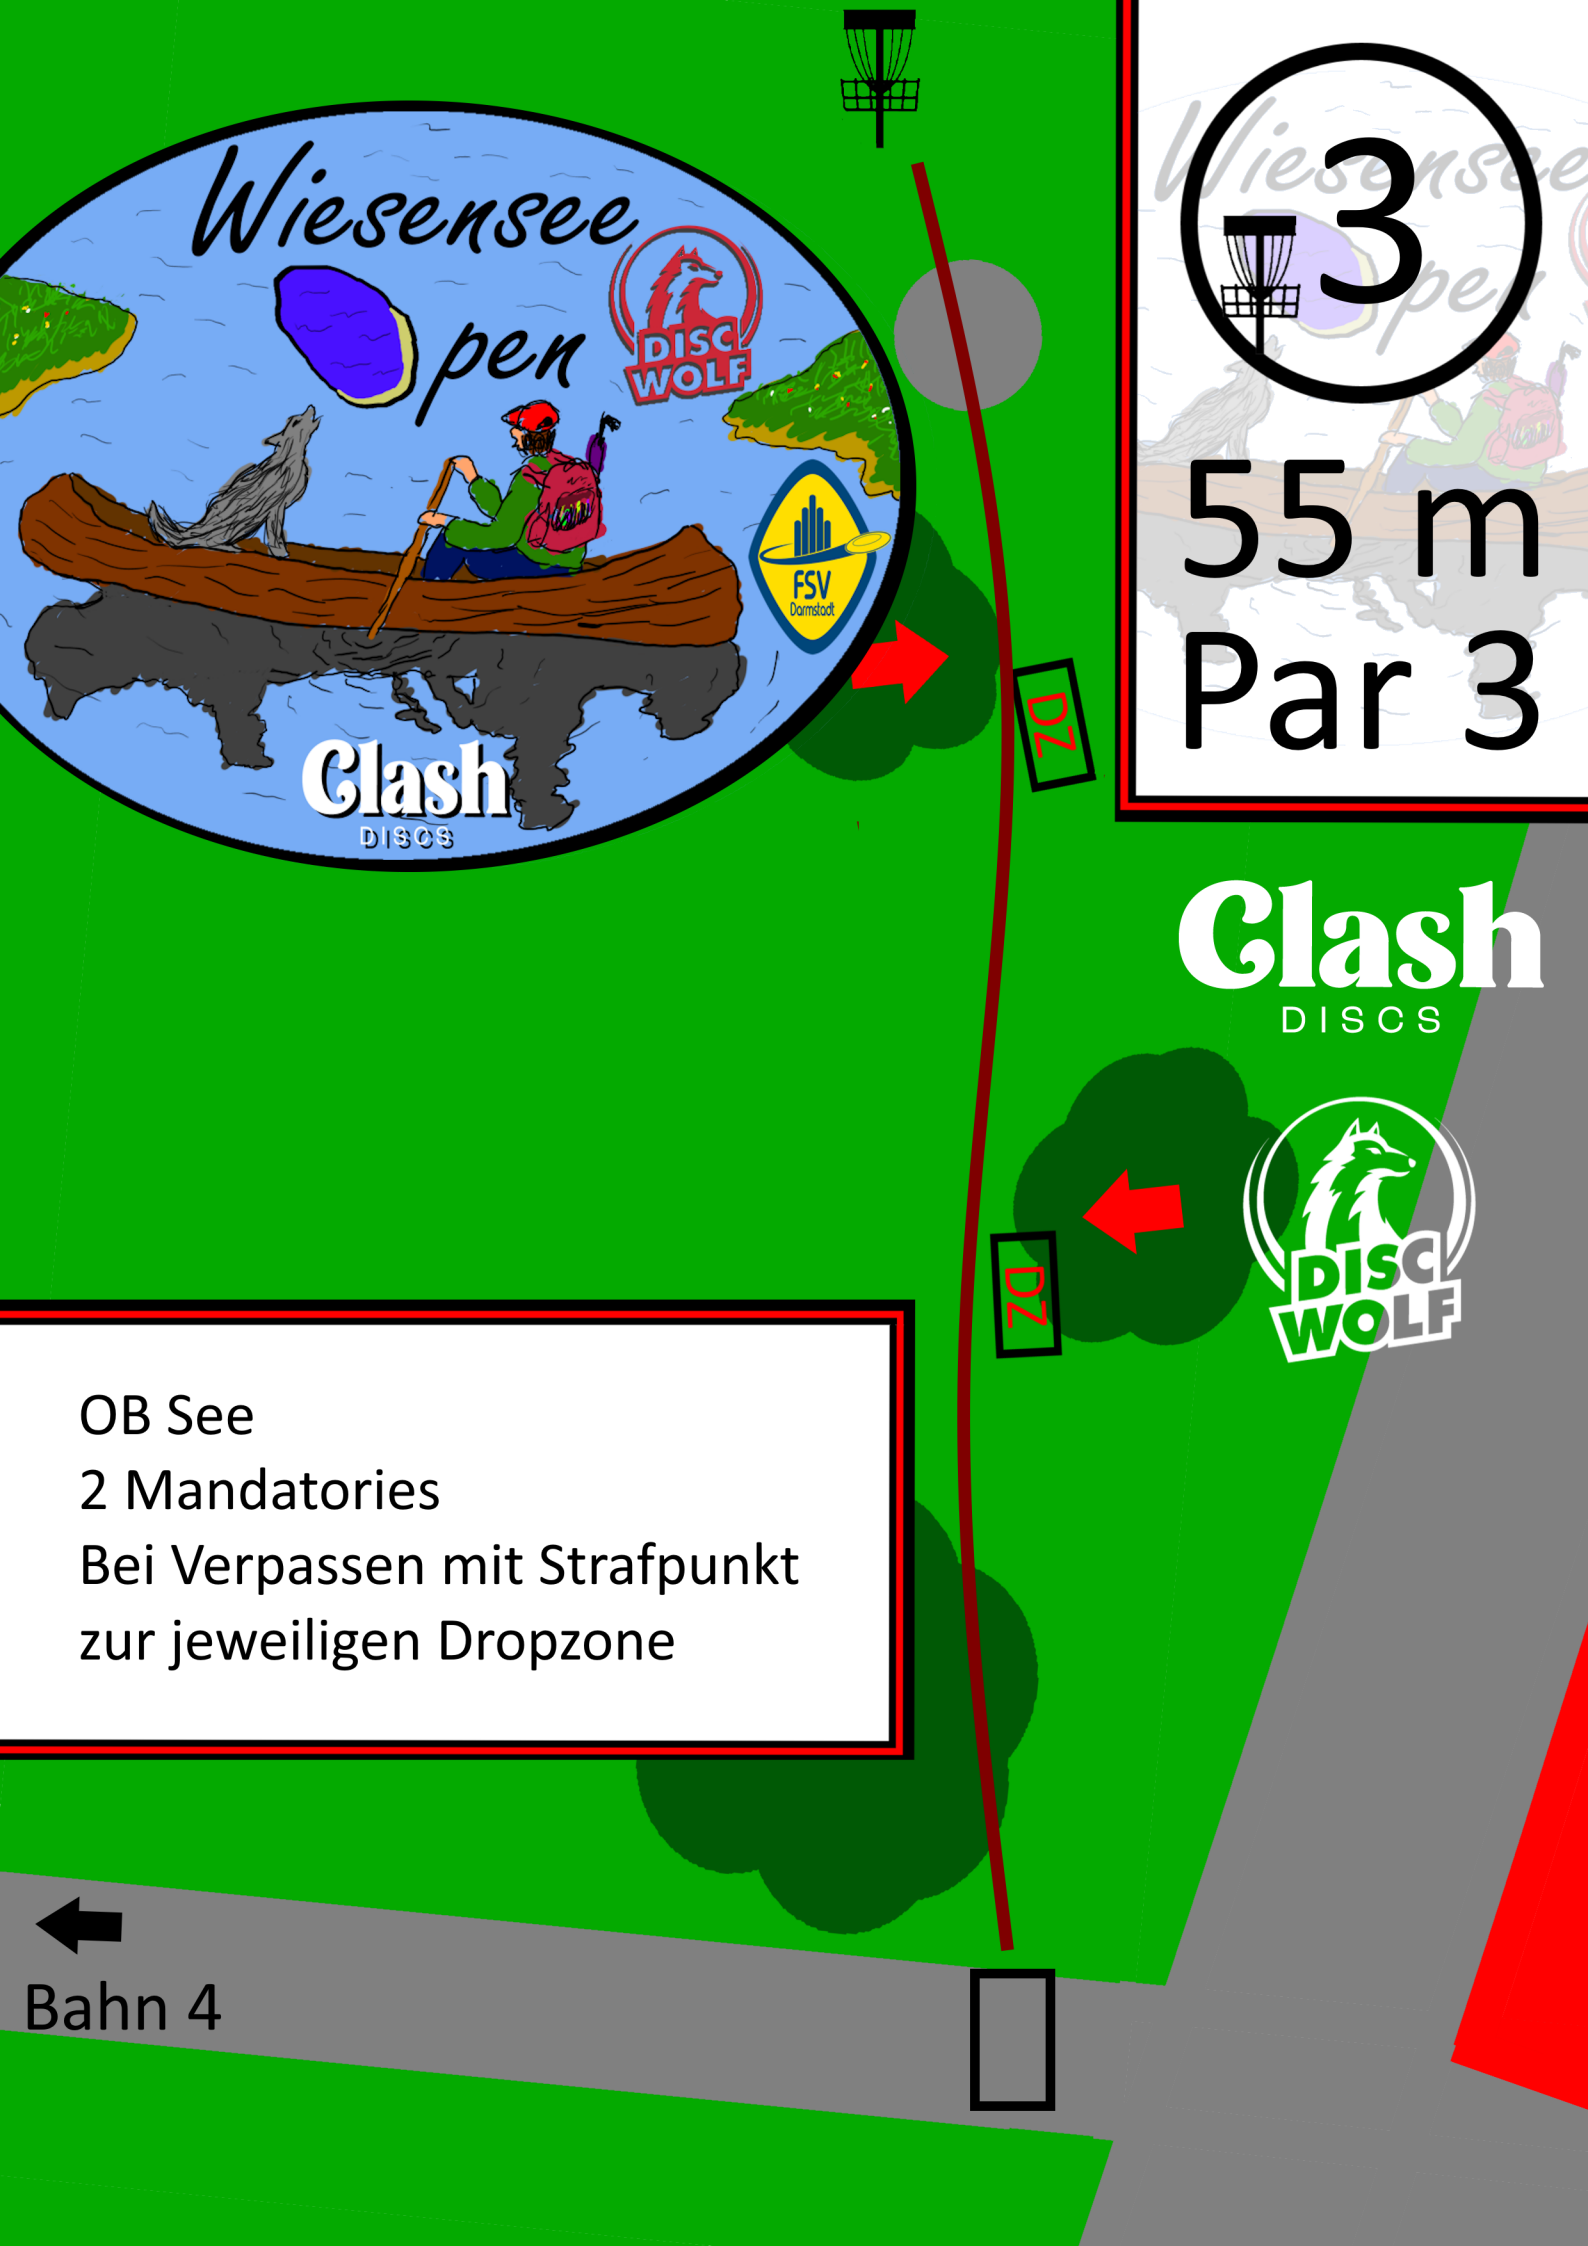 Wiesensee
Open
DISC
WOLF
FSV
Darmstadt
Clash
DISCS
3
55 m
Par 3
DZ
Clash
DISCS
DISC
WOLF
DZ
OB See
2 Mandatories
Bei Verpassen mit Strafpunkt
zur jeweiligen Dropzone
Bahn 4